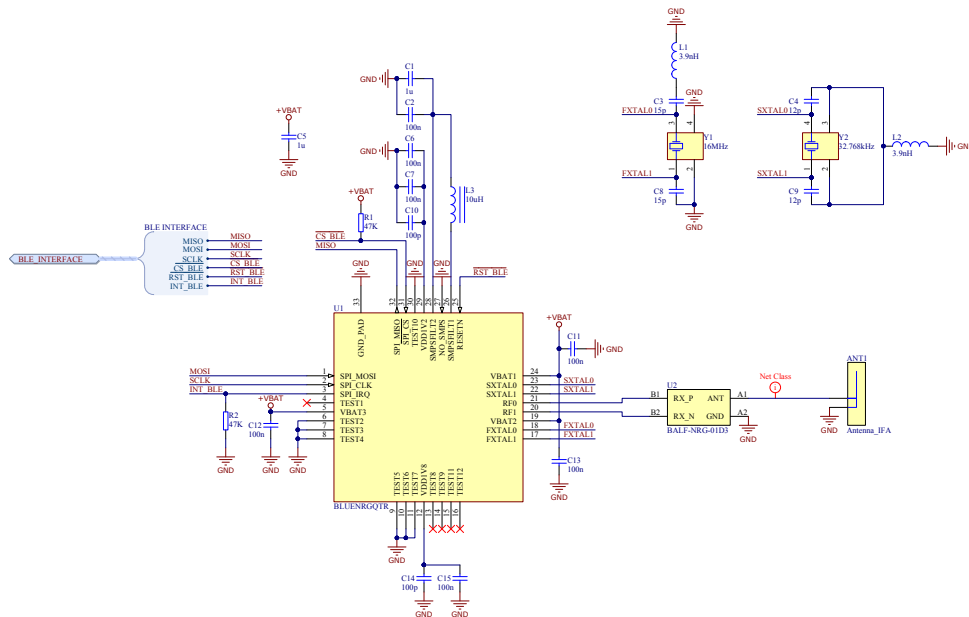 GND
L1
3.9nH
C3
FXTAL0 15p
GND
3
4
Y1
16MHz
FXTAL1
1
2
C8
15p
GND
C4
SXTAL0 12p
4
3
Y2
32.768kHz
SXTAL1
1
2
C9
12p
L2
3.9nH
GN
C1
GND
1u
C2
100n
C6
GND
100n
C7
100n
C10
100p
L3
10uH
+VBAT
C5
1u
GND
+VBAT
R1
47K
CS_BLE
MISO
RST_BLE
GND
GND
GND
BLE INTERFACE
BLE_INTERFACE
MISO MISO
MOSI MOSI
SCLK SCLK
CS_BLE CS_BLE
RST_BLE RST_BLE
INT_BLE INT_BLE
U1
33 32 31 30 29 28 27 26 25
GND_PAD
SPI_MISO
SPI_CS
TEST10
VDD1V2
SMPSFILT2
NO_SMPS
SMPSFILT1
RESETN
MOSI 1 SPI_MOSI
SCLK 2 SPI_CLK
INT_BLE 3 SPI_IRQ
4 TEST1
5 VBAT3
6 TEST2
7 TEST3
8 TEST4
R2
47K
GND
+VBAT
C12
100n
GND
GND
VBAT1 24
SXTAL0 23 SXTAL0
SXTAL1 22 SXTAL1
RF0 21
RF1 20
VBAT2 19
FXTAL0 18 FXTAL0
FXTAL1 17 FXTAL1
+VBAT
C11
100n
GND
C13
100n
GND
TEST5
TEST6
TEST7
VDD1V8
TEST8
TEST9
TEST11
TEST12
9 10 11 12 13 14 15 16
BLUENRGQTR
GND
C14
100p
GND
C15
100n
GND
U2
B1 RX_P ANT A1
B2 RX_N GND A2
BALF-NRG-01D3
GND
Net Class
i
ANT1
GND
Antenna_IFA